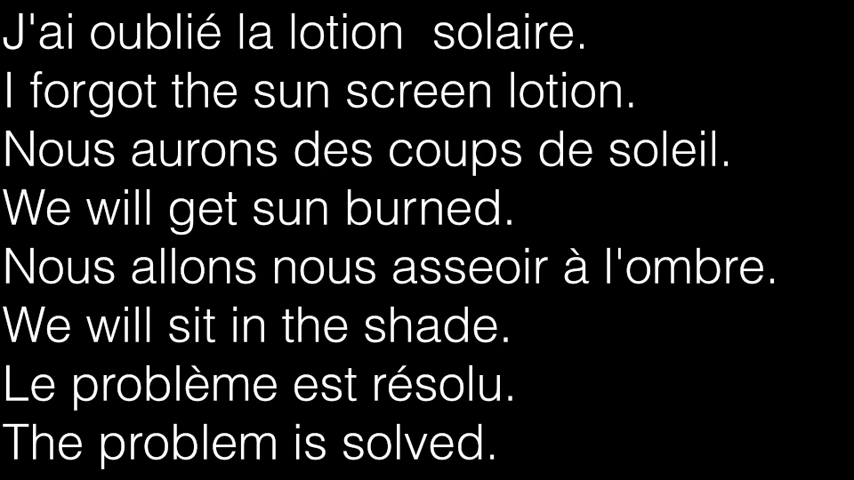 J'ai oublié la lotion  solaire.
I forgot the sun screen lotion.
Nous aurons des coups de soleil.
We will get sun burned.
Nous allons nous asseoir à l'ombre.
We will sit in the shade.
Le problème est résolu.
The problem is solved.